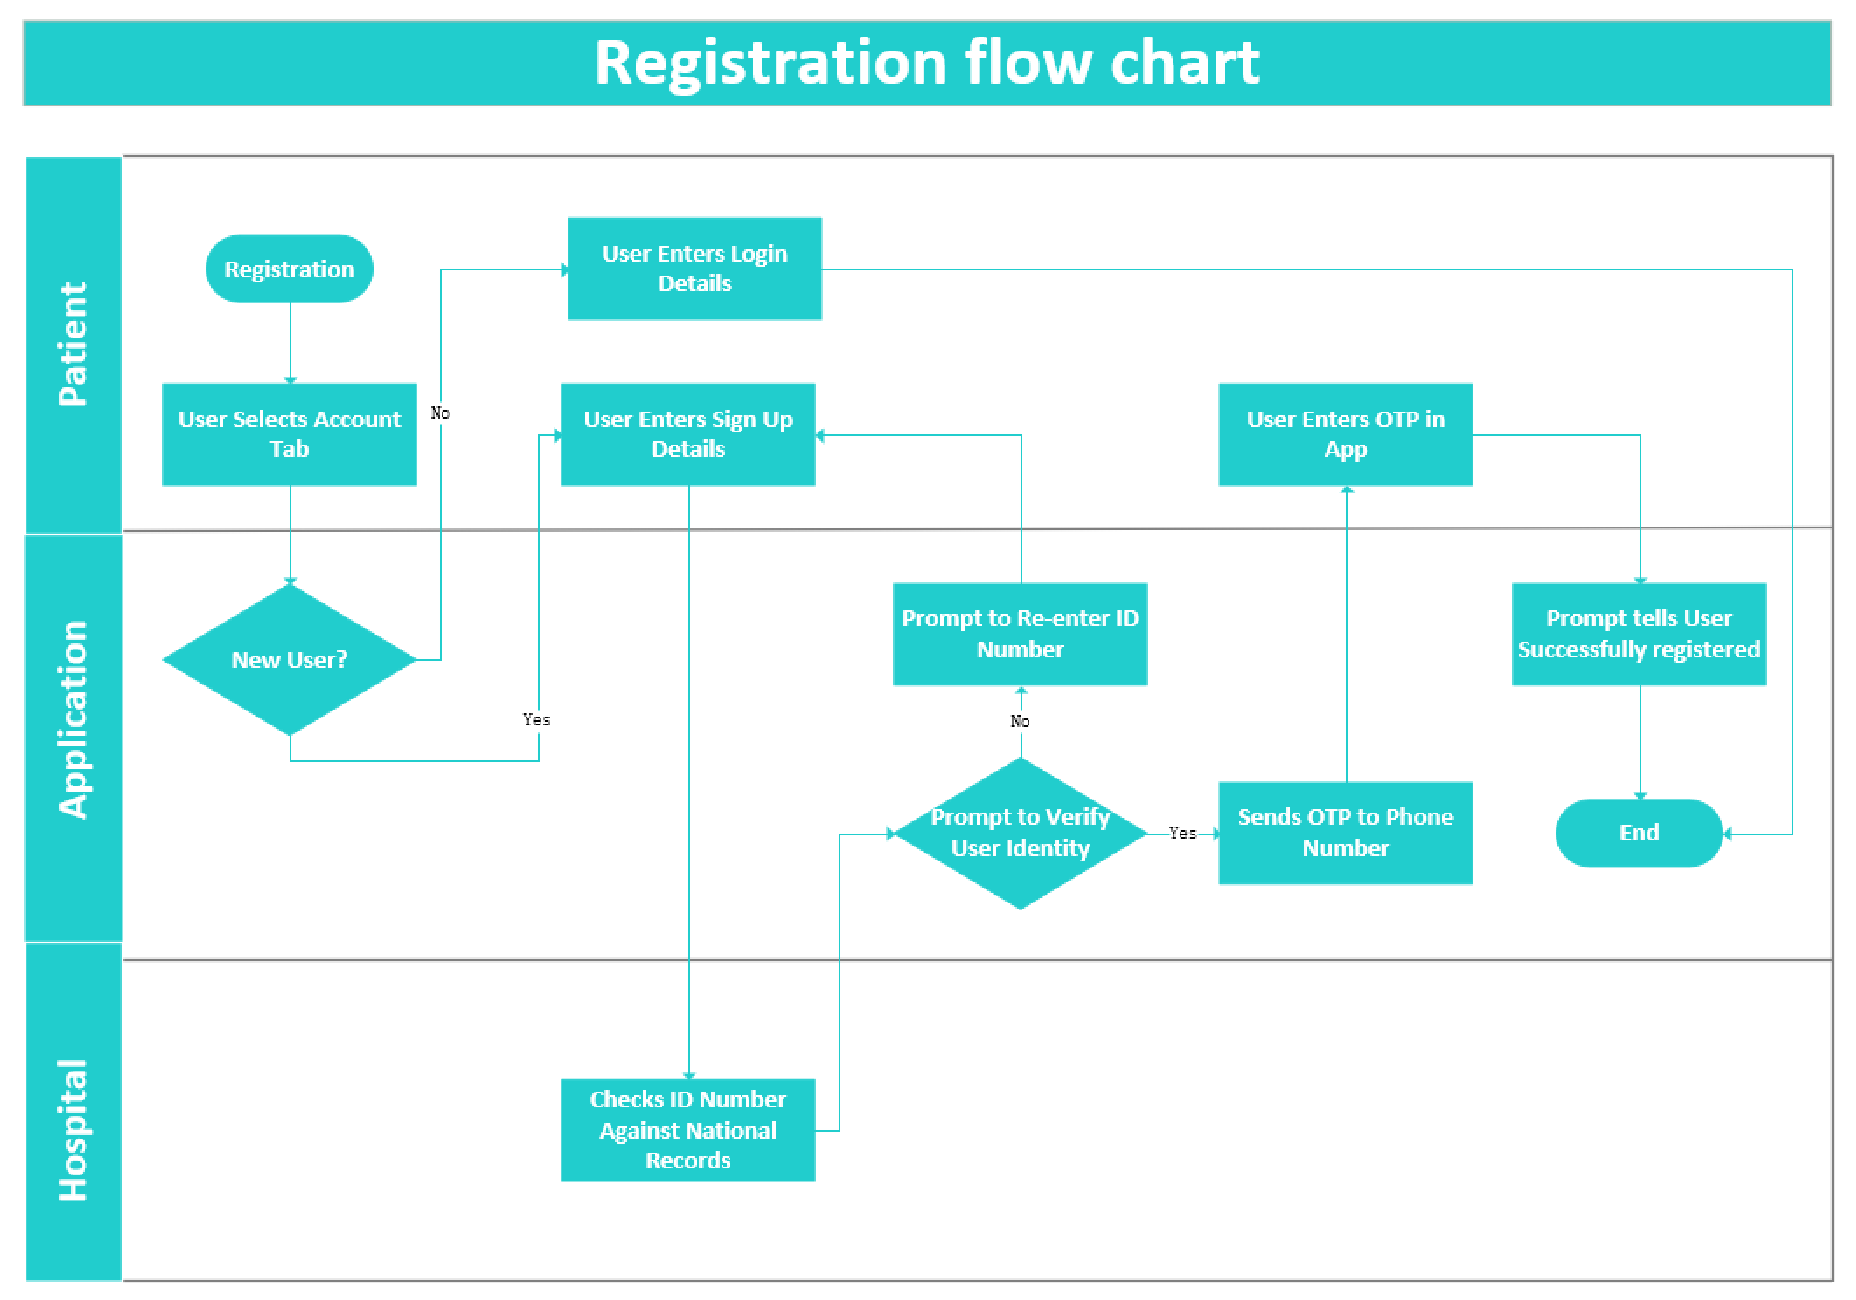 Registration flow chart
Patient
Registration
User Enters Login
Details
No
User Selects Account
Tab
User Enters Sign Up
Details
User Enters OTP in
App
Application
New User?
Yes
Prompt to Re-enter ID
Number
Prompt tells User
Successfully registered
No
Prompt to Verify
User Identity
Yes
Sends OTP to Phone
Number
End
Hospital
Checks ID Number
Against National
Records